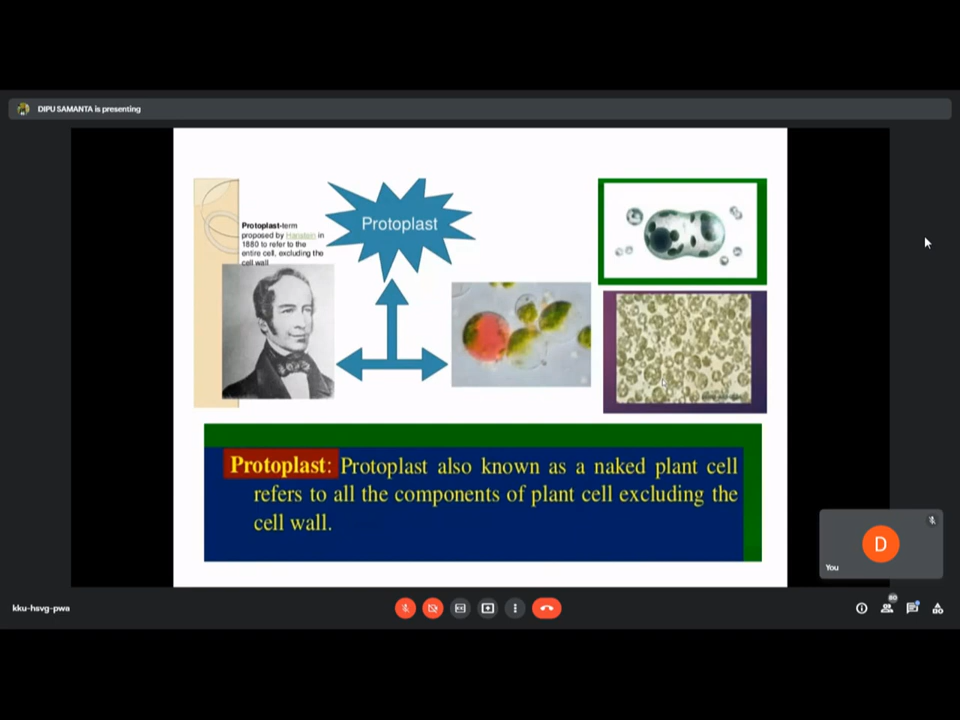 DIPU SAMANTA is presenting
Protoplast-term
proposed by Hanstein in
1880 to refer to the
entire cell, excluding the
cell wall
Protoplast
Protoplast: Protoplast also known as a naked plant cell
refers to all the components of plant cell excluding the
cell wall.
D
You
kku-hsvg-pwa
80